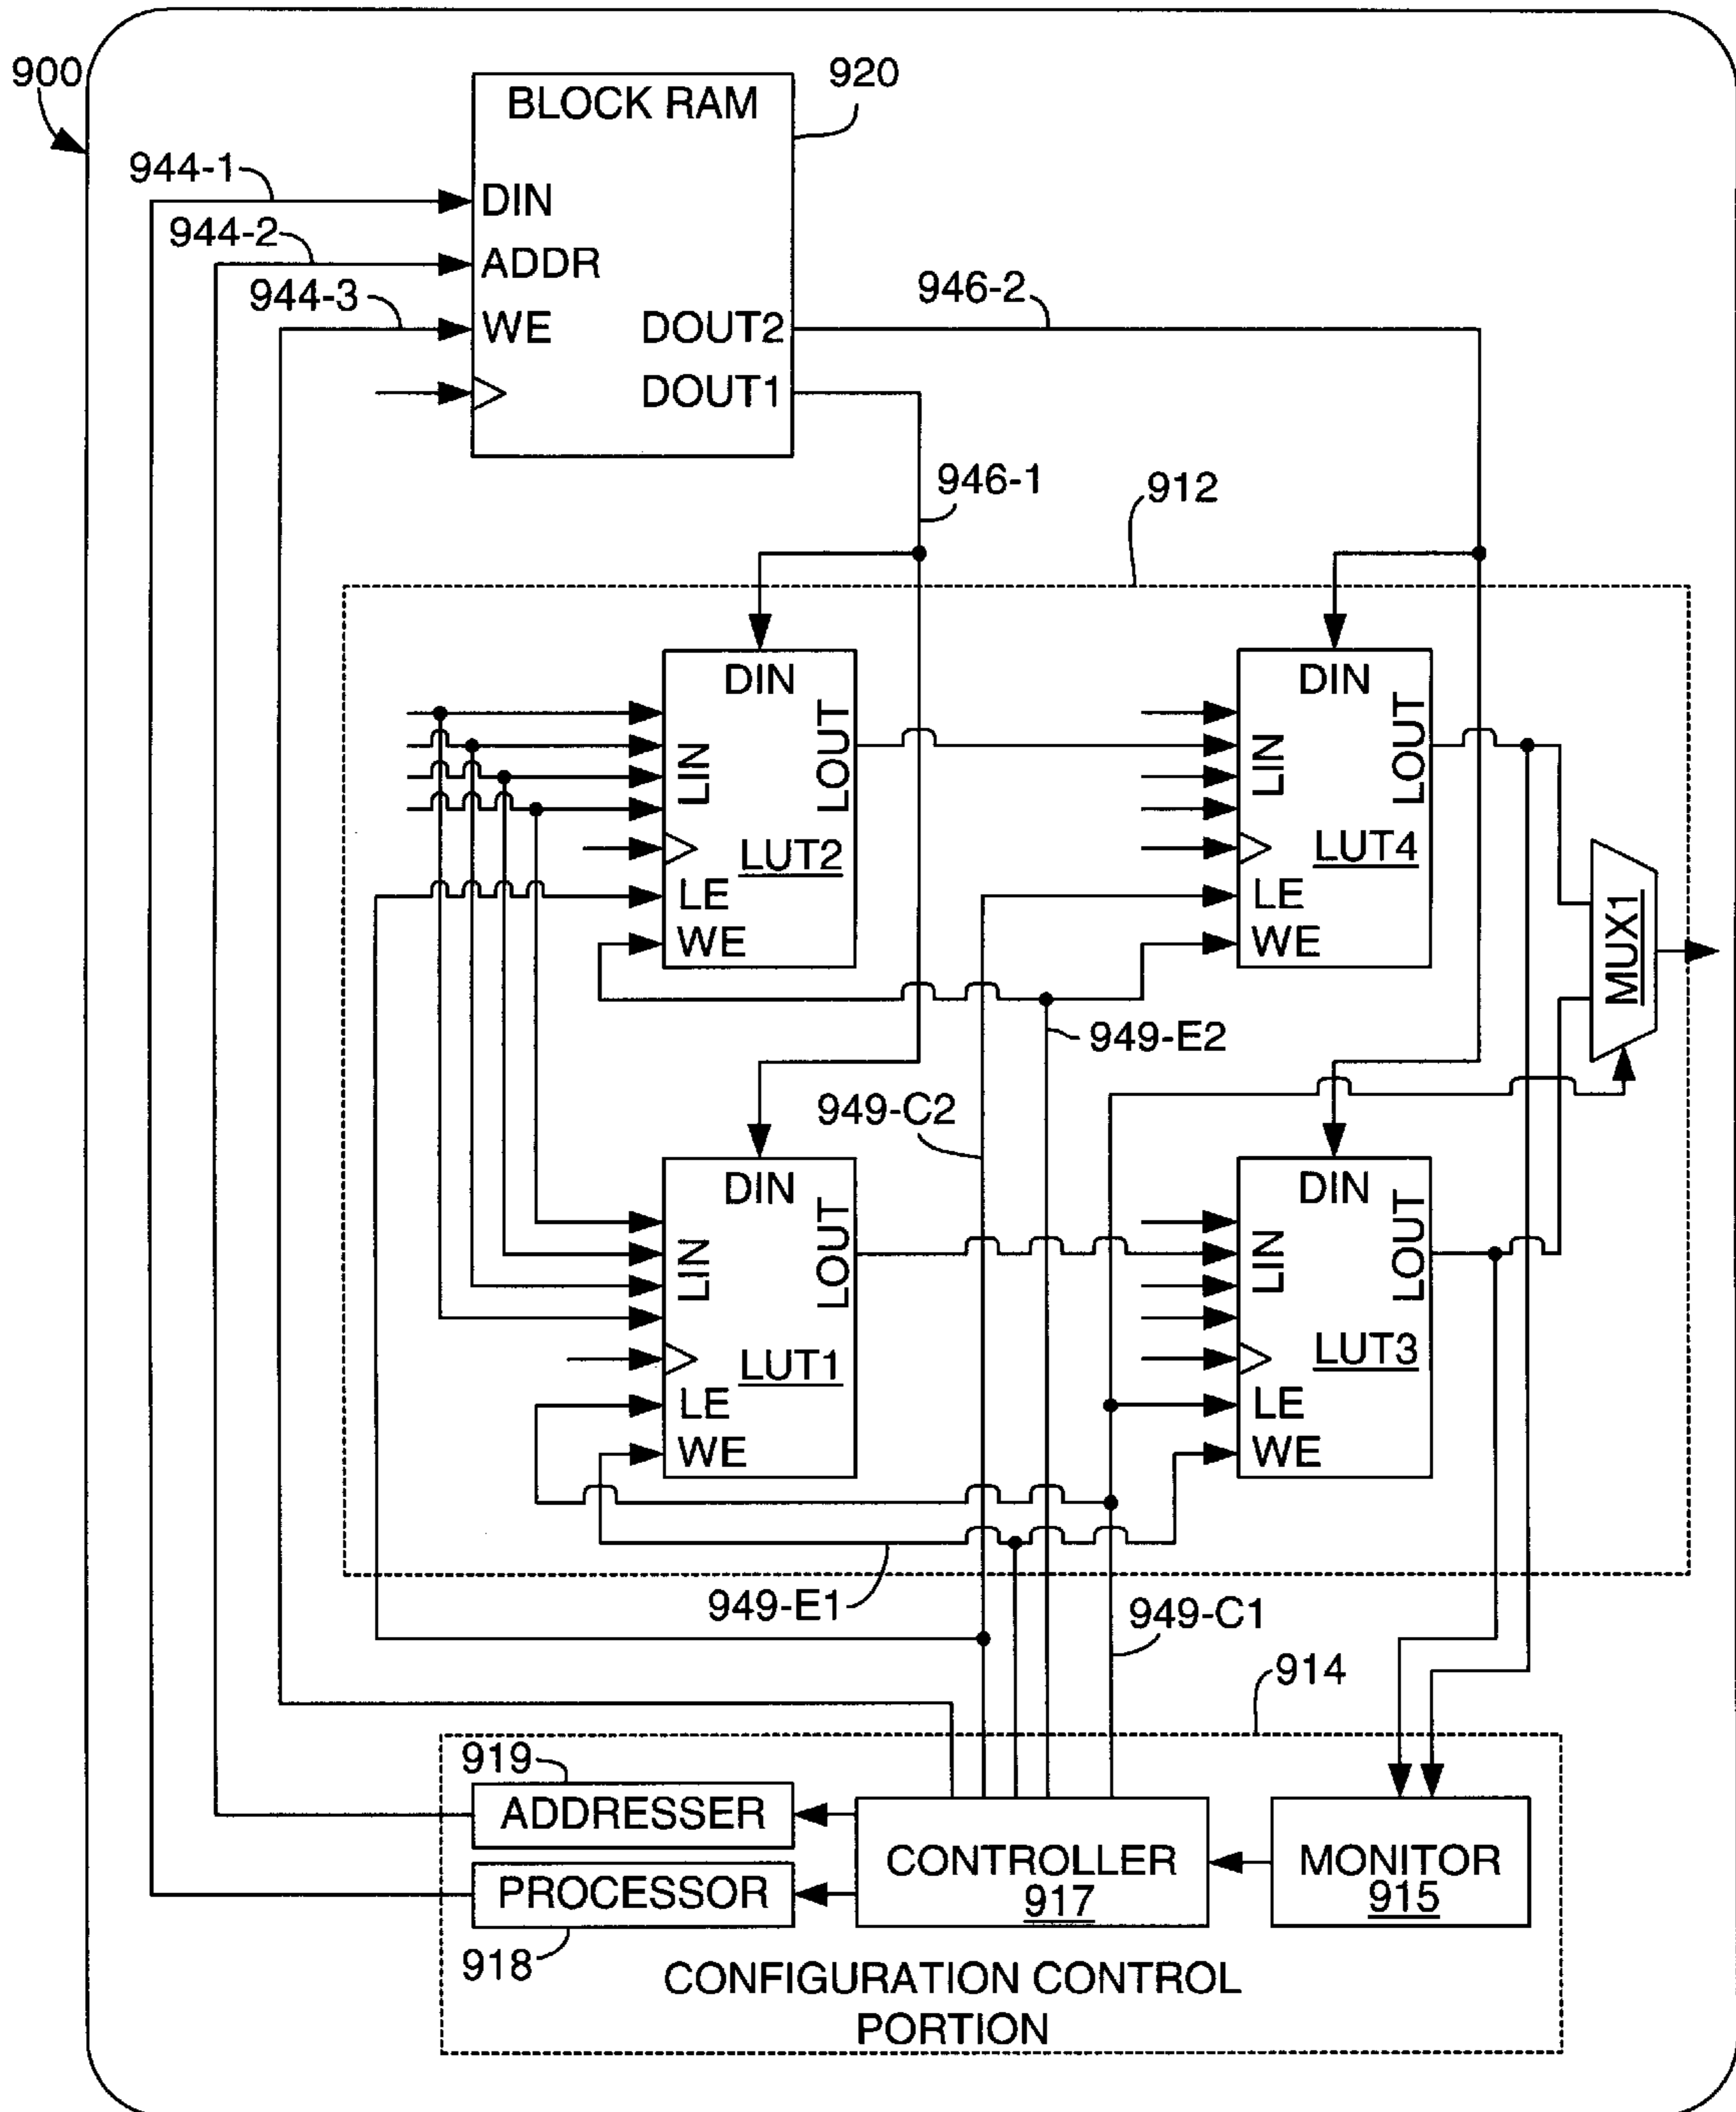 900
BLOCK RAM
920
944-1
DIN
944-2
ADDR
944-3
WE
DOUT2
946-2
DOUT1
946-1
912
DIN
LIN
LOUT
LUT2
LE
WE
DIN
LIN
LOUT
LUT4
LE
WE
MUX1
949-E2
949-C2
DIN
LIN
LOUT
LUT1
LE
WE
DIN
LIN
LOUT
LUT3
LE
WE
949-E1
949-C1
914
919
ADDRESSER
PROCESSOR
918
CONTROLLER
917
MONITOR
915
CONFIGURATION CONTROL
PORTION